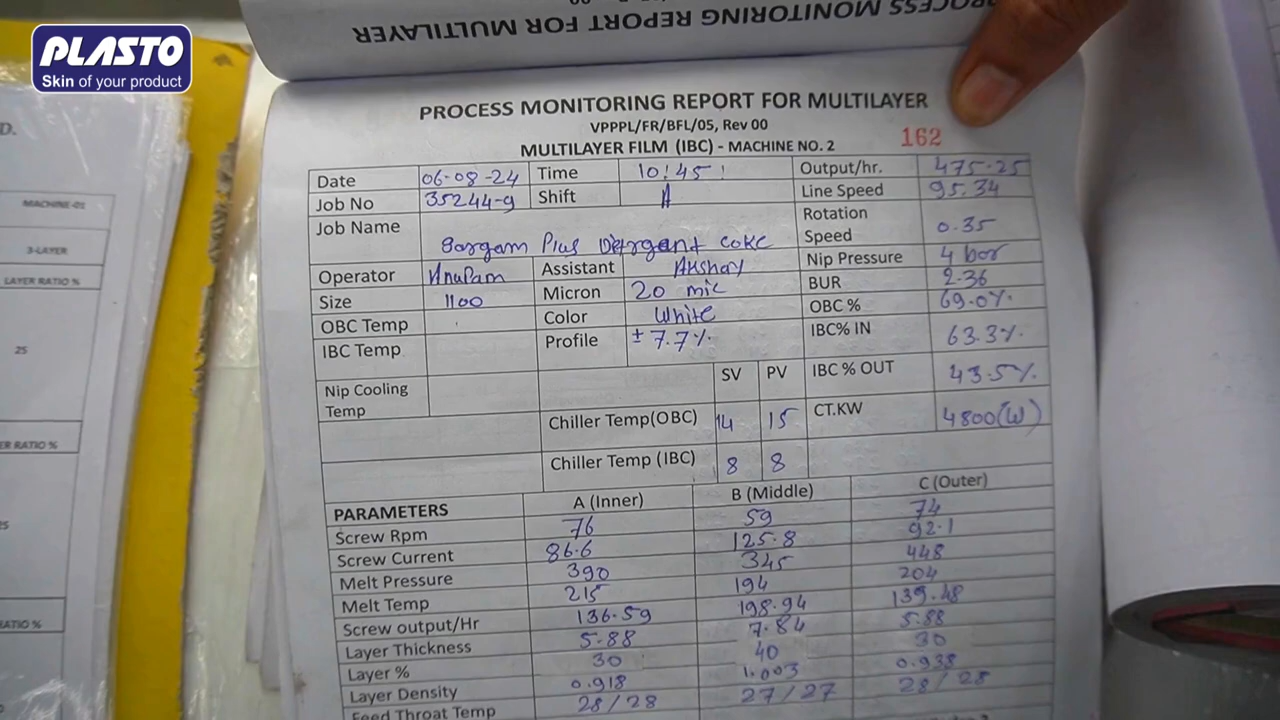 PLASTO
Skin of your product
PROCESS MONITORING REPORT FOR MULTILAYER
PROCESS MONITORING REPORT FOR MULTILAYER
VPPPL/FR/BFL/05, Rev 00
162
MULTILAYER FILM (IBC) - MACHINE NO. 2
Date 06-08-24 Time 10:45 Output/hr. 475.25
Job No 35244-9 Shift A Line Speed 95.34
Job Name Sargam Plus Detrgent Cake Rotation Speed 0.35
Operator Anupam Assistant Akshay Nip Pressure 4 bar
Size 1100 Micron 20 mic BUR 2.36
OBC Temp Color White OBC % 69.0%
IBC Temp Profile ± 7.7% IBC% IN 63.3%
Nip Cooling Temp SV PV IBC % OUT 43.5%
Chiller Temp(OBC) 14 15 CT.KW 4800(W)
Chiller Temp (IBC) 8 8
PARAMETERS A (Inner) B (Middle) C (Outer)
Screw Rpm 76 59 74
Screw Current 86.6 125.8 92.1
Melt Pressure 390 345 448
Melt Temp 215 194 204
Screw output/Hr 136.59 198.94 139.48
Layer Thickness 5.88 7.84 5.88
Layer % 30 40 30
Layer Density 0.918 1.003 0.938
Feed Throat Temp 28/28 27/27 28/28
D.
MACHINE-01
3-LAYER
LAYER RATIO %
25
ER RATIO %
25
RATIO %